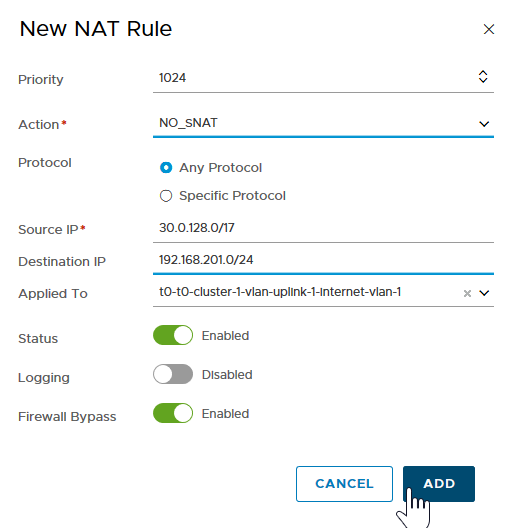 New NAT Rule
Priority 1024
Action* NO_SNAT
Protocol Any Protocol
Specific Protocol
Source IP* 30.0.128.0/17
Destination IP 192.168.201.0/24
Applied To t0-t0-cluster-1-vlan-uplink-1-internet-vlan-1
Status Enabled
Logging Disabled
Firewall Bypass Enabled
CANCEL ADD